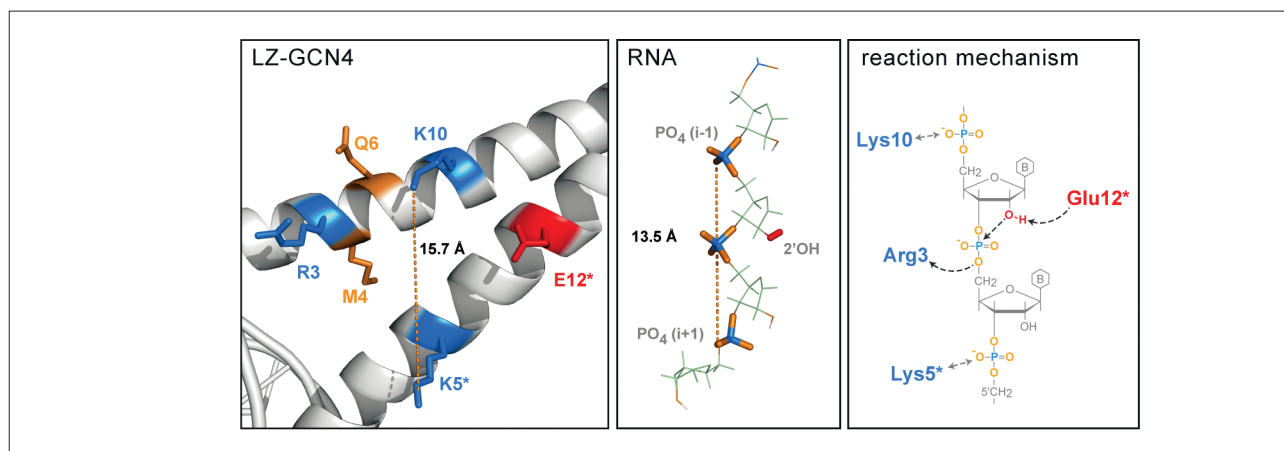 LZ-GCN4
Q6
K10
R3
M4
15.7 Å
E12*
K5*
RNA
PO4 (i-1)
13.5 Å
2'OH
PO4 (i+1)
reaction mechanism
Lys10
-O-P=O
O
CH2
O
B
Glu12*
O
O-H
-O-P=O
Arg3
O
CH2
O
B
O
OH
-O-P=O
Lys5*
O
5'CH2